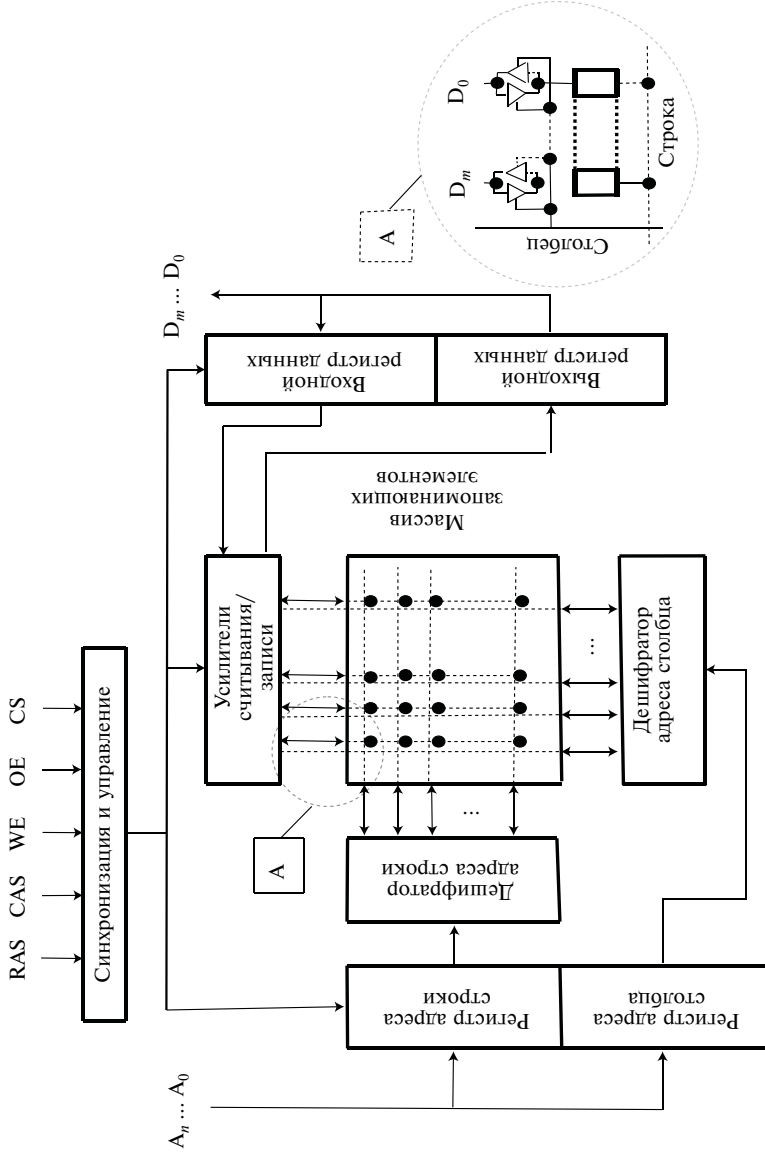 RAS CAS WE OE CS
Синхронизация и управление
Aₙ ... A₀
Регистр адреса
строки
Регистр адреса
столбца
Дешифратор
адреса строки
...
A
Усилители
считывания/
записи
Массив
запоминающих
элементов
...
Дешифратор
адреса столбца
Входной
регистр данных
Выходной
регистр данных
Dₘ ... D₀
A
Dₘ
D₀
Столбец
Строка